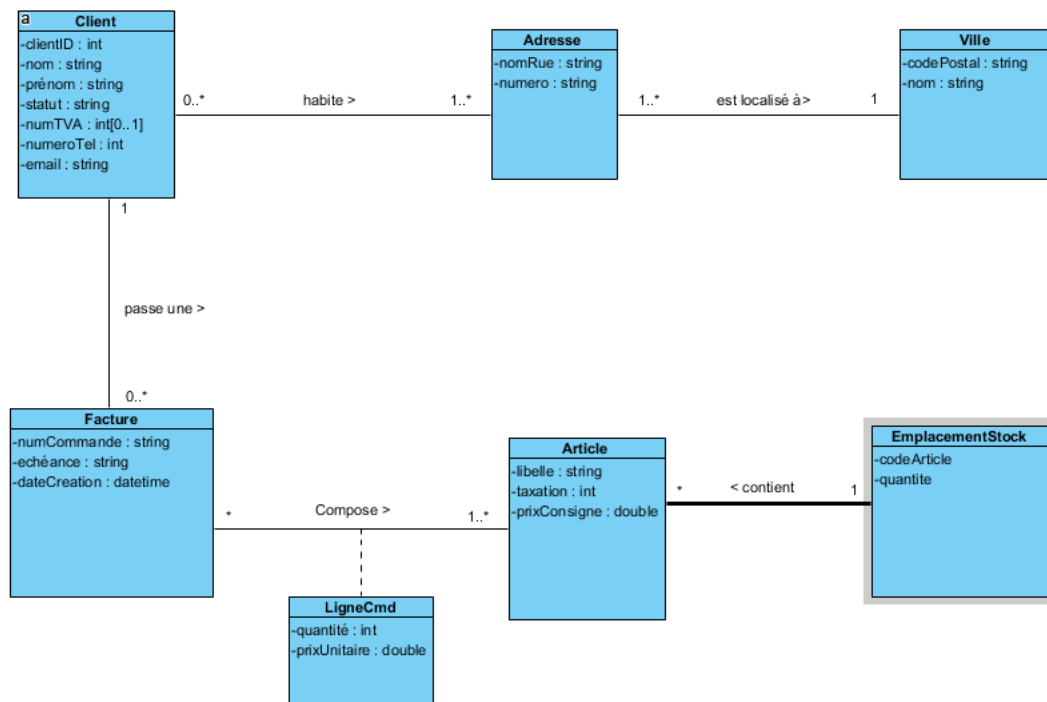 a
Client
-clientID : int
-nom : string
-prénom : string
-statut : string
-numTVA : int[0..1]
-numeroTel : int
-email : string
0..*
habite >
1..*
Adresse
-nomRue : string
-numero : string
1..*
est localisé à>
1
Ville
-codePostal : string
-nom : string
1
passe une >
0..*
Facture
-numCommande : string
-echéance : string
-dateCreation : datetime
*
Compose >
1..*
LigneCmd
-quantité : int
-prixUnitaire : double
Article
-libelle : string
-taxation : int
-prixConsigne : double
*
< contient
1
EmplacementStock
-codeArticle
-quantite